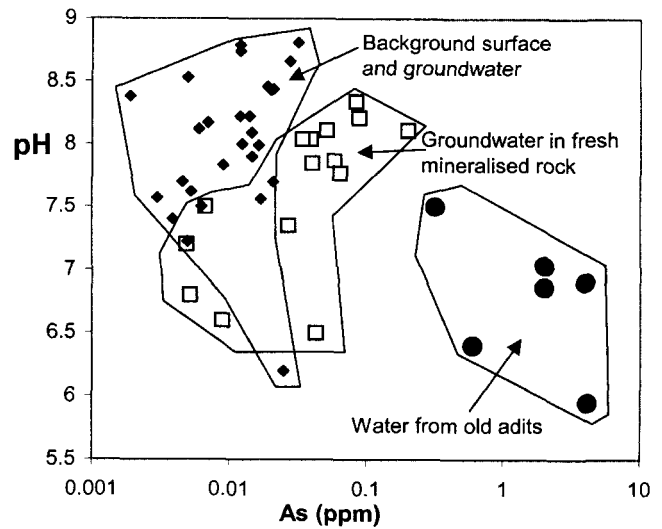 9
8.5
8
7.5
7
6.5
6
5.5
pH
Background surface
and groundwater
Groundwater in fresh
mineralised rock
Water from old adits
0.001
0.01
0.1
1
10
As (ppm)